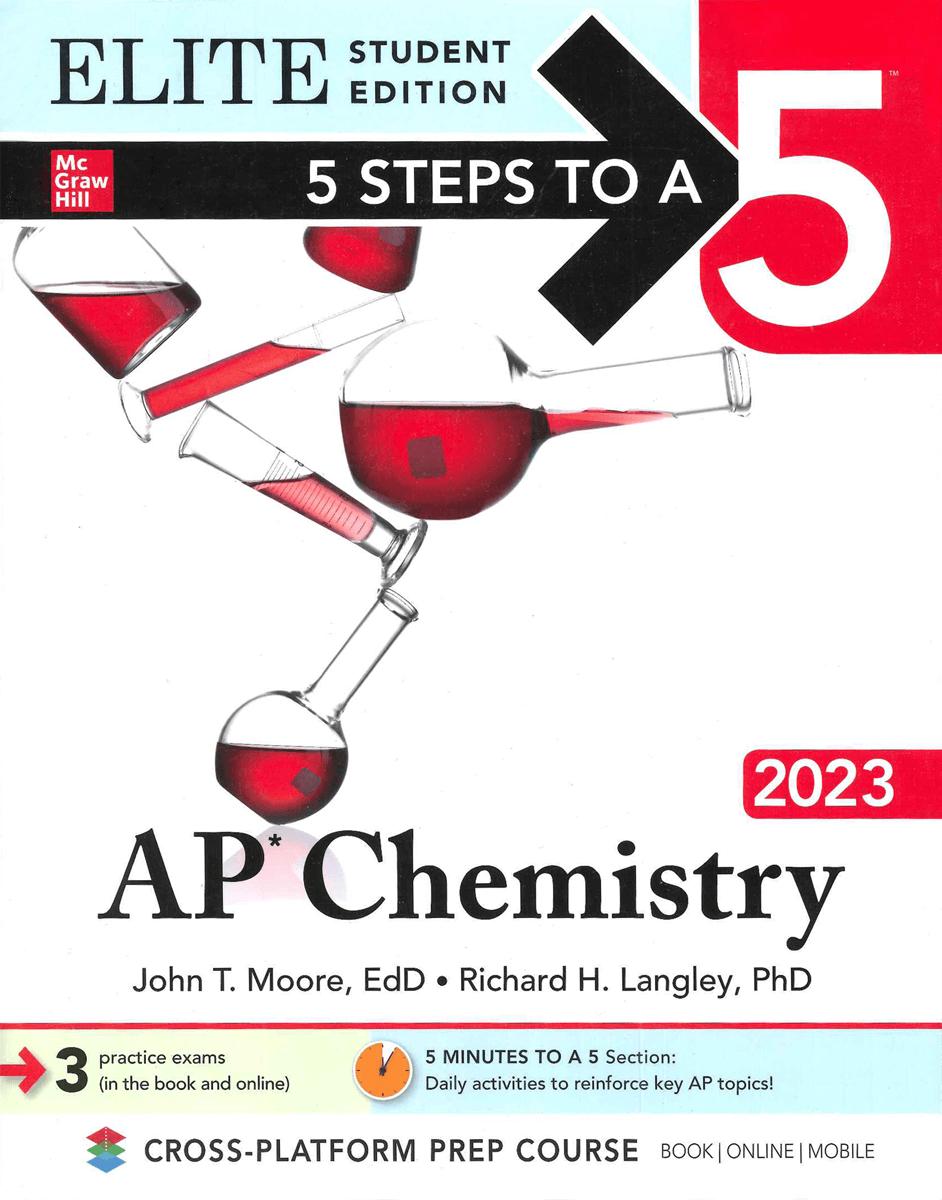 ELITE STUDENT EDITION
Mc
Graw
Hill
5 STEPS TO A 5™
2023
AP* Chemistry
John T. Moore, EdD • Richard H. Langley, PhD
3 practice exams
(in the book and online)
5 MINUTES TO A 5 Section:
Daily activities to reinforce key AP topics!
CROSS-PLATFORM PREP COURSE BOOK | ONLINE | MOBILE